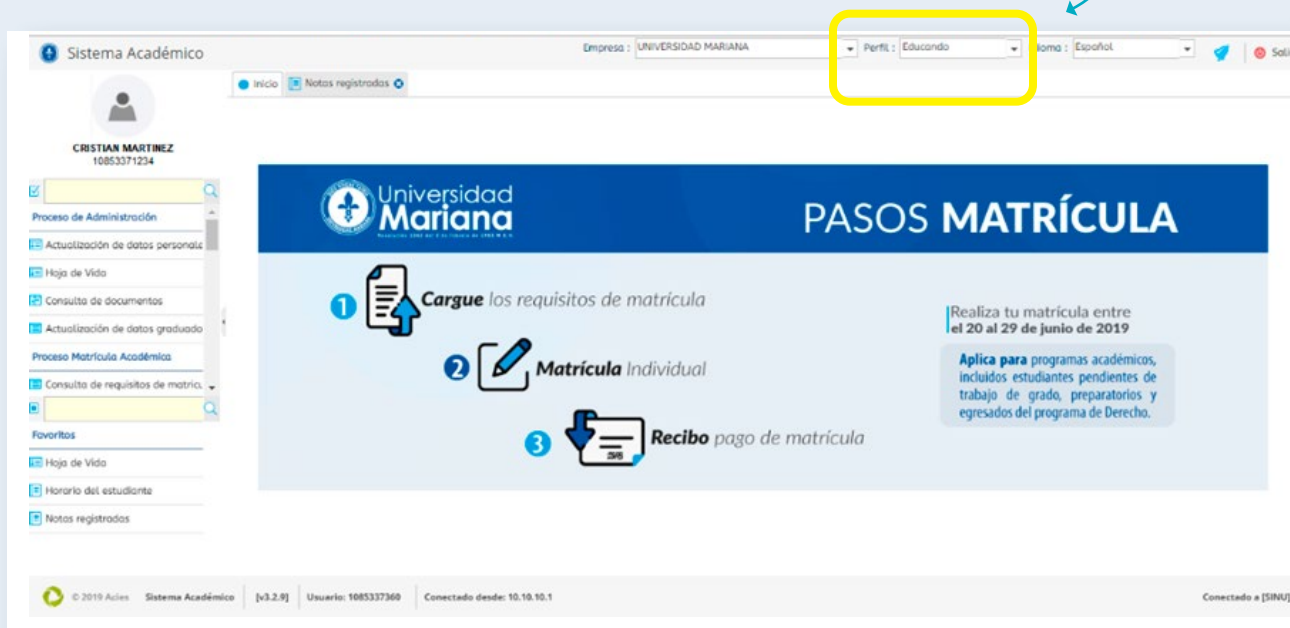 Sistema Académico
Empresa : UNIVERSIDAD MARIANA
Perfil : Educando
Idioma : Español
Sali
Inicio
Notas registradas
CRISTIAN MARTINEZ
10853371234
Proceso de Administración
Actualización de datos personale
Hoja de Vida
Consulta de documentos
Actualización de datos graduado
Proceso Matrícula Académica
Consulta de requisitos de matricu
Favoritos
Hoja de Vida
Horario del estudiante
Notas registradas
Universidad
Mariana
PASOS MATRÍCULA
1 Cargue los requisitos de matrícula
2 Matrícula Individual
3 Recibo pago de matrícula
Realiza tu matrícula entre
el 20 al 29 de junio de 2019
Aplica para programas académicos,
incluidos estudiantes pendientes de
trabajo de grado, preparatorios y
egresados del programa de Derecho.
© 2019 Acies Sistema Académico [v3.2.9] Usuario: 1085337360 Conectado desde: 10.10.10.1 Conectado a [SINU]